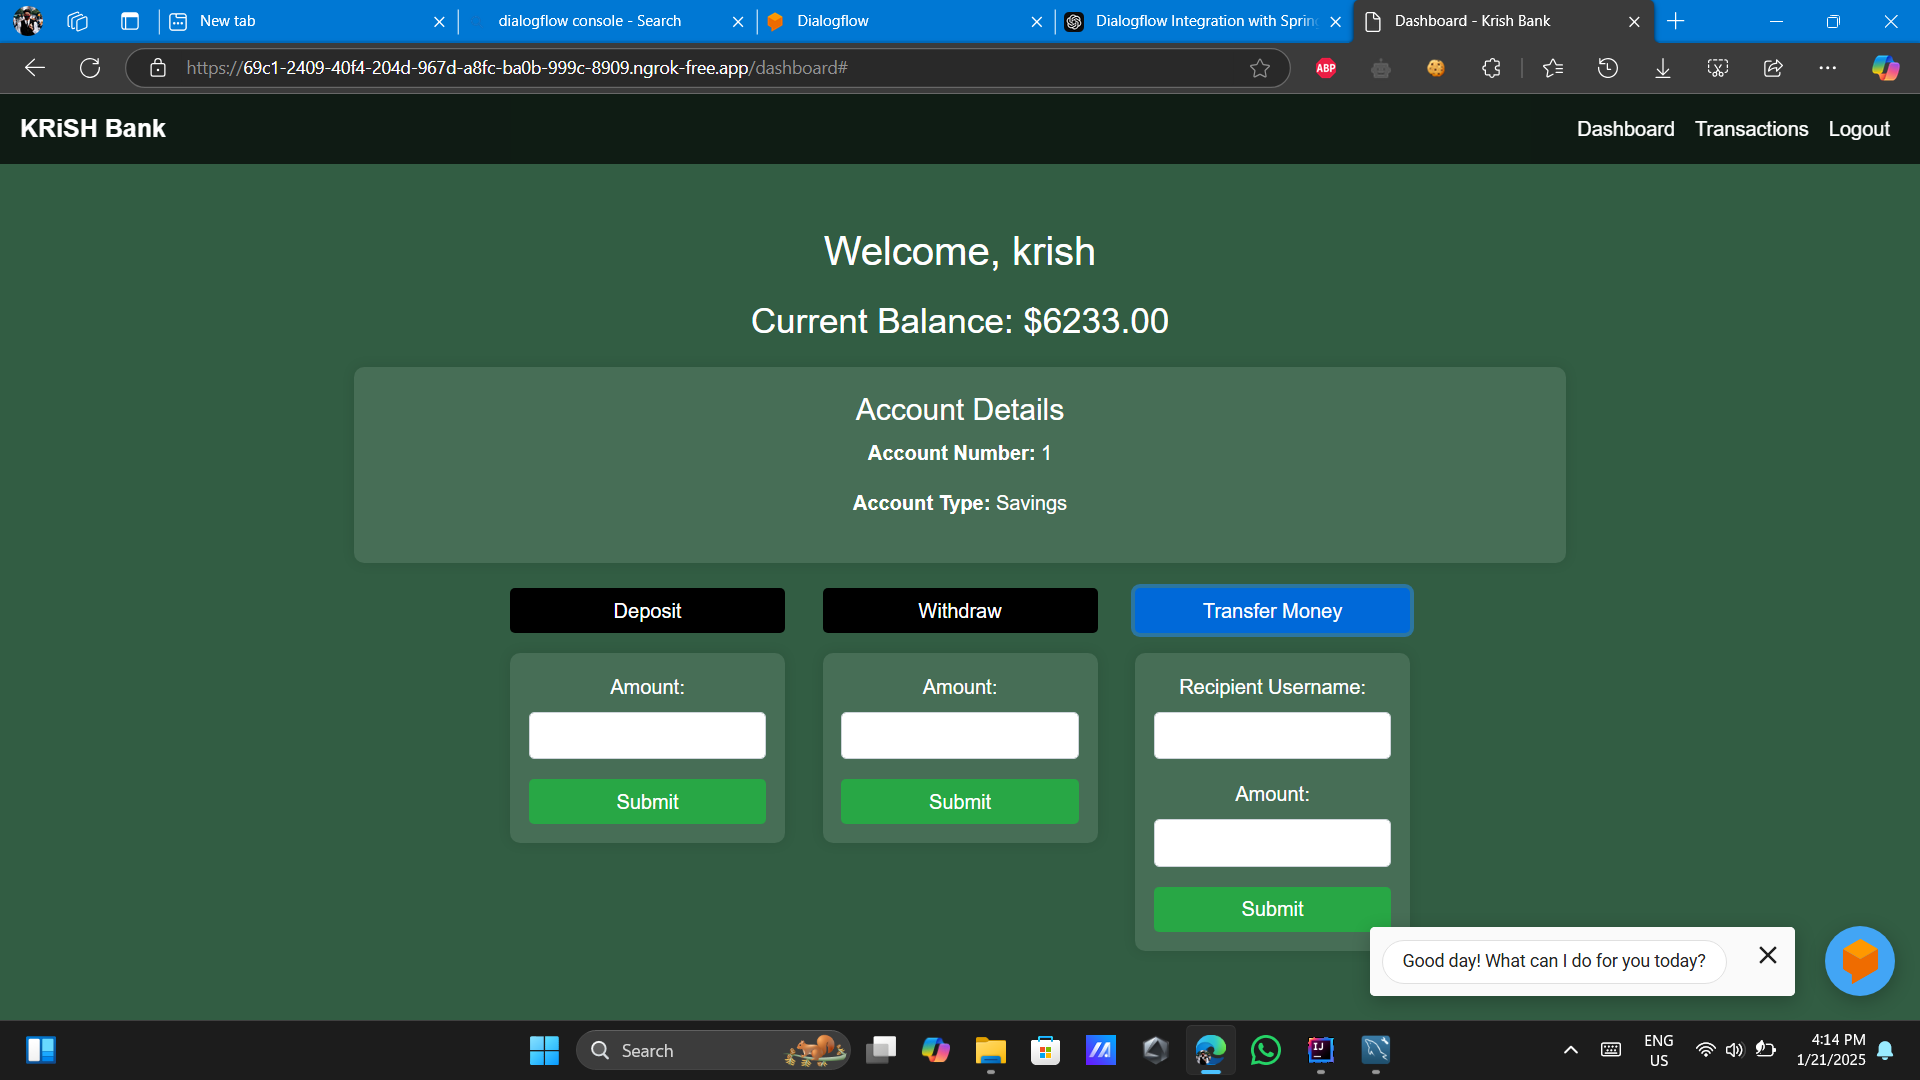 New tab
dialogflow console - Search
Dialogflow
Dialogflow Integration with Sprin
Dashboard - Krish Bank
https://69c1-2409-40f4-204d-967d-a8fc-ba0b-999c-8909.ngrok-free.app/dashboard#
ABP
KRiSH Bank
Dashboard Transactions Logout
Welcome, krish
Current Balance: $6233.00
Account Details
Account Number: 1
Account Type: Savings
Deposit
Withdraw
Transfer Money
Amount:
Submit
Amount:
Submit
Recipient Username:
Amount:
Submit
Good day! What can I do for you today?
Search
IJ
ENG
US
4:14 PM
1/21/2025